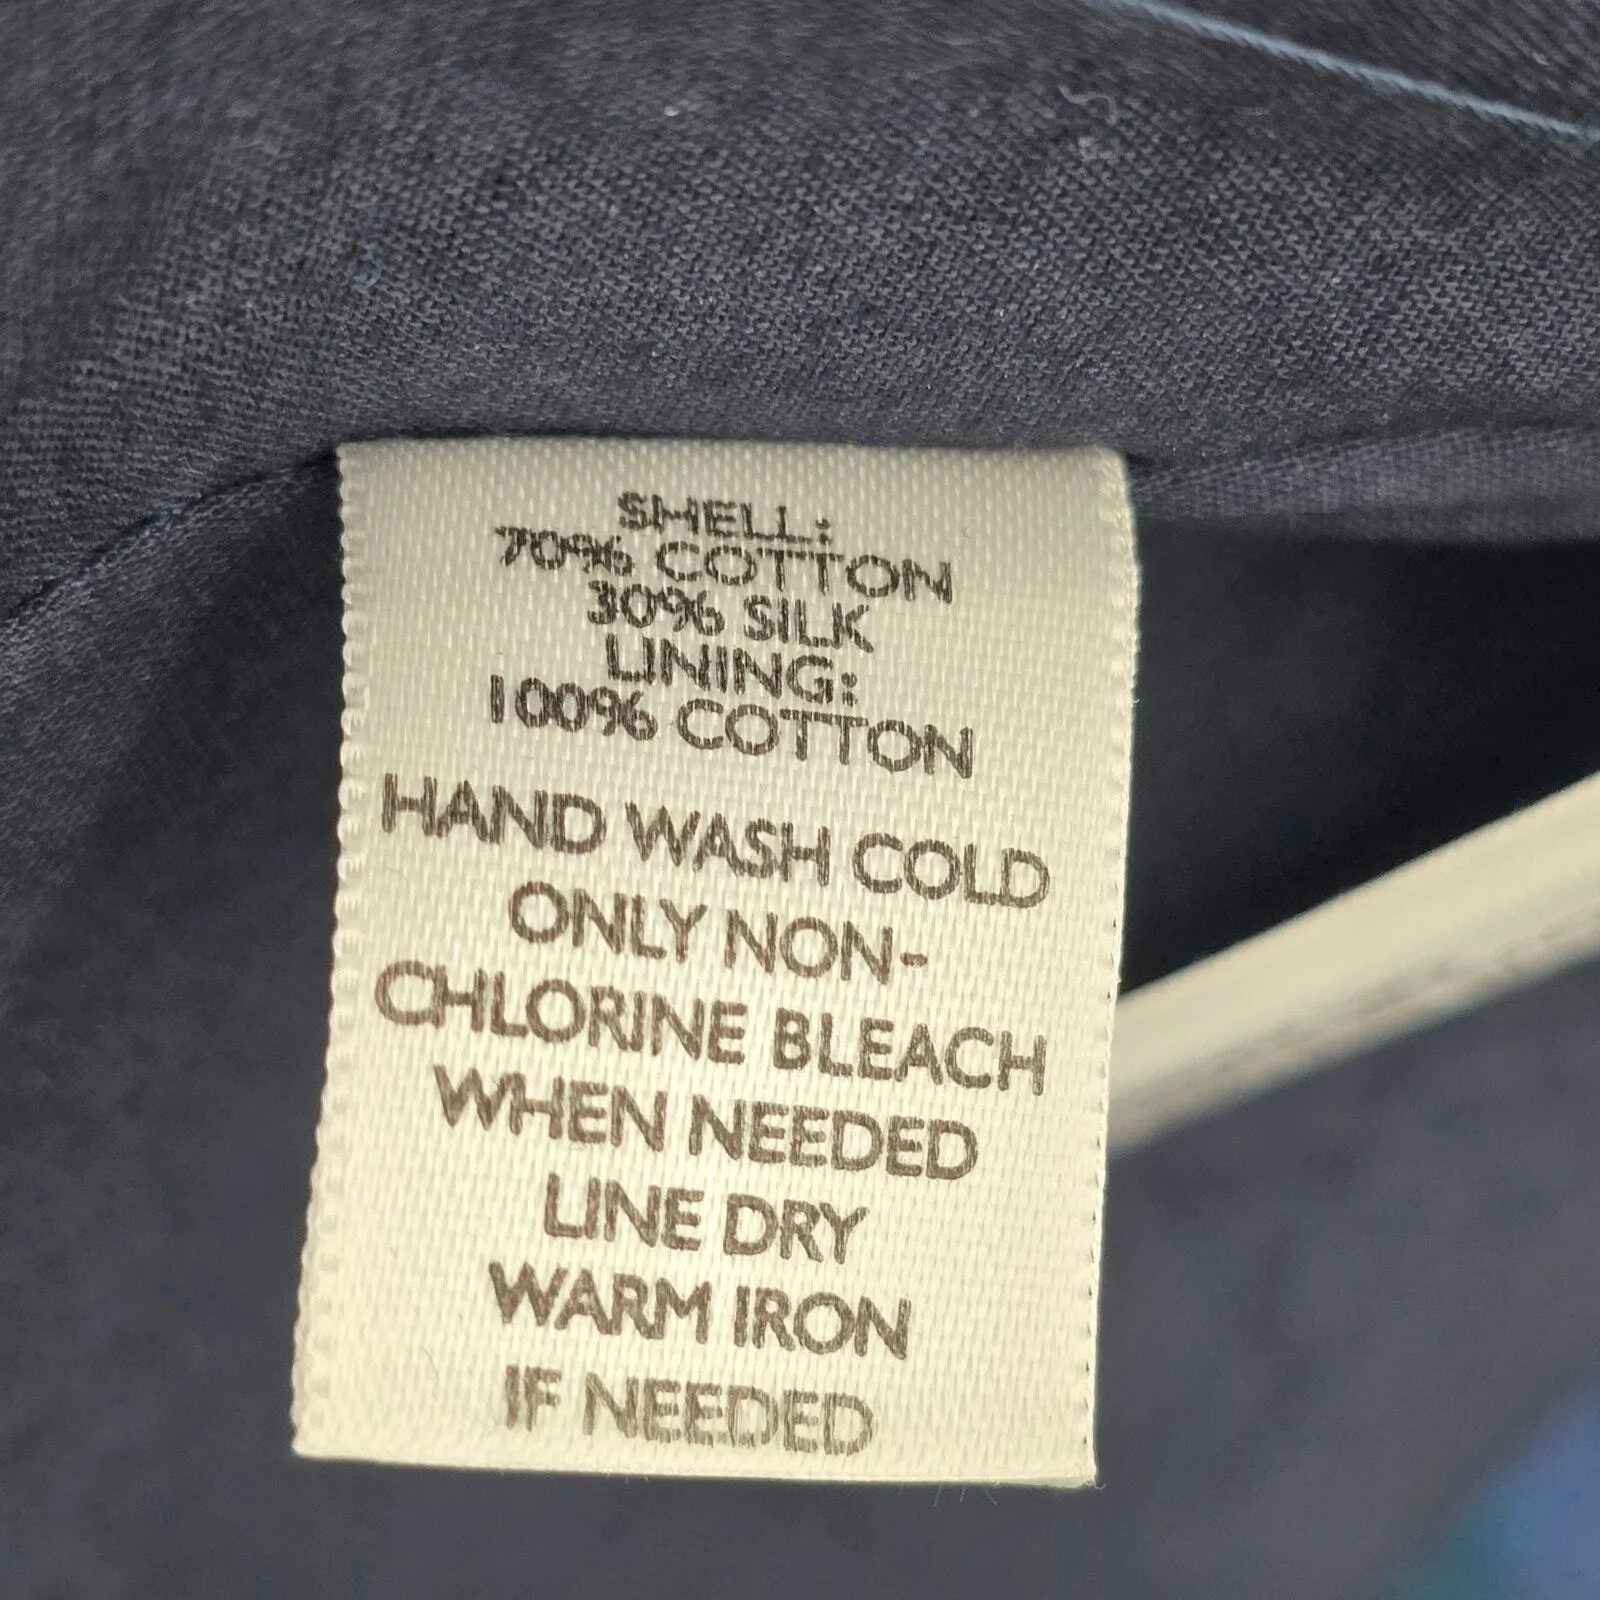 SHELL:
70% COTTON
30% SILK
LINING:
100% COTTON
HAND WASH COLD
ONLY NON-
CHLORINE BLEACH
WHEN NEEDED
LINE DRY
WARM IRON
IF NEEDED